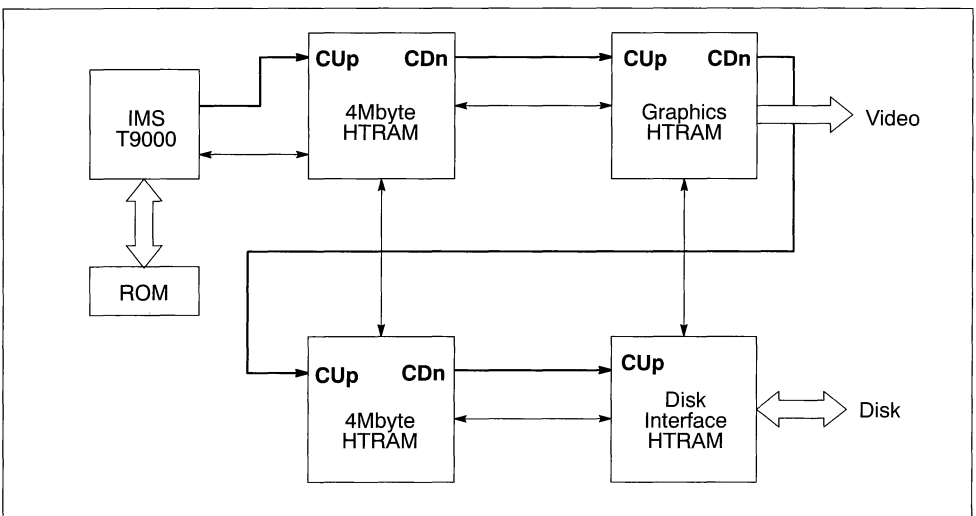 IMS
T9000
ROM
CUp CDn
4Mbyte
HTRAM
CUp CDn
Graphics
HTRAM
Video
CUp CDn
4Mbyte
HTRAM
CUp
Disk
Interface
HTRAM
Disk